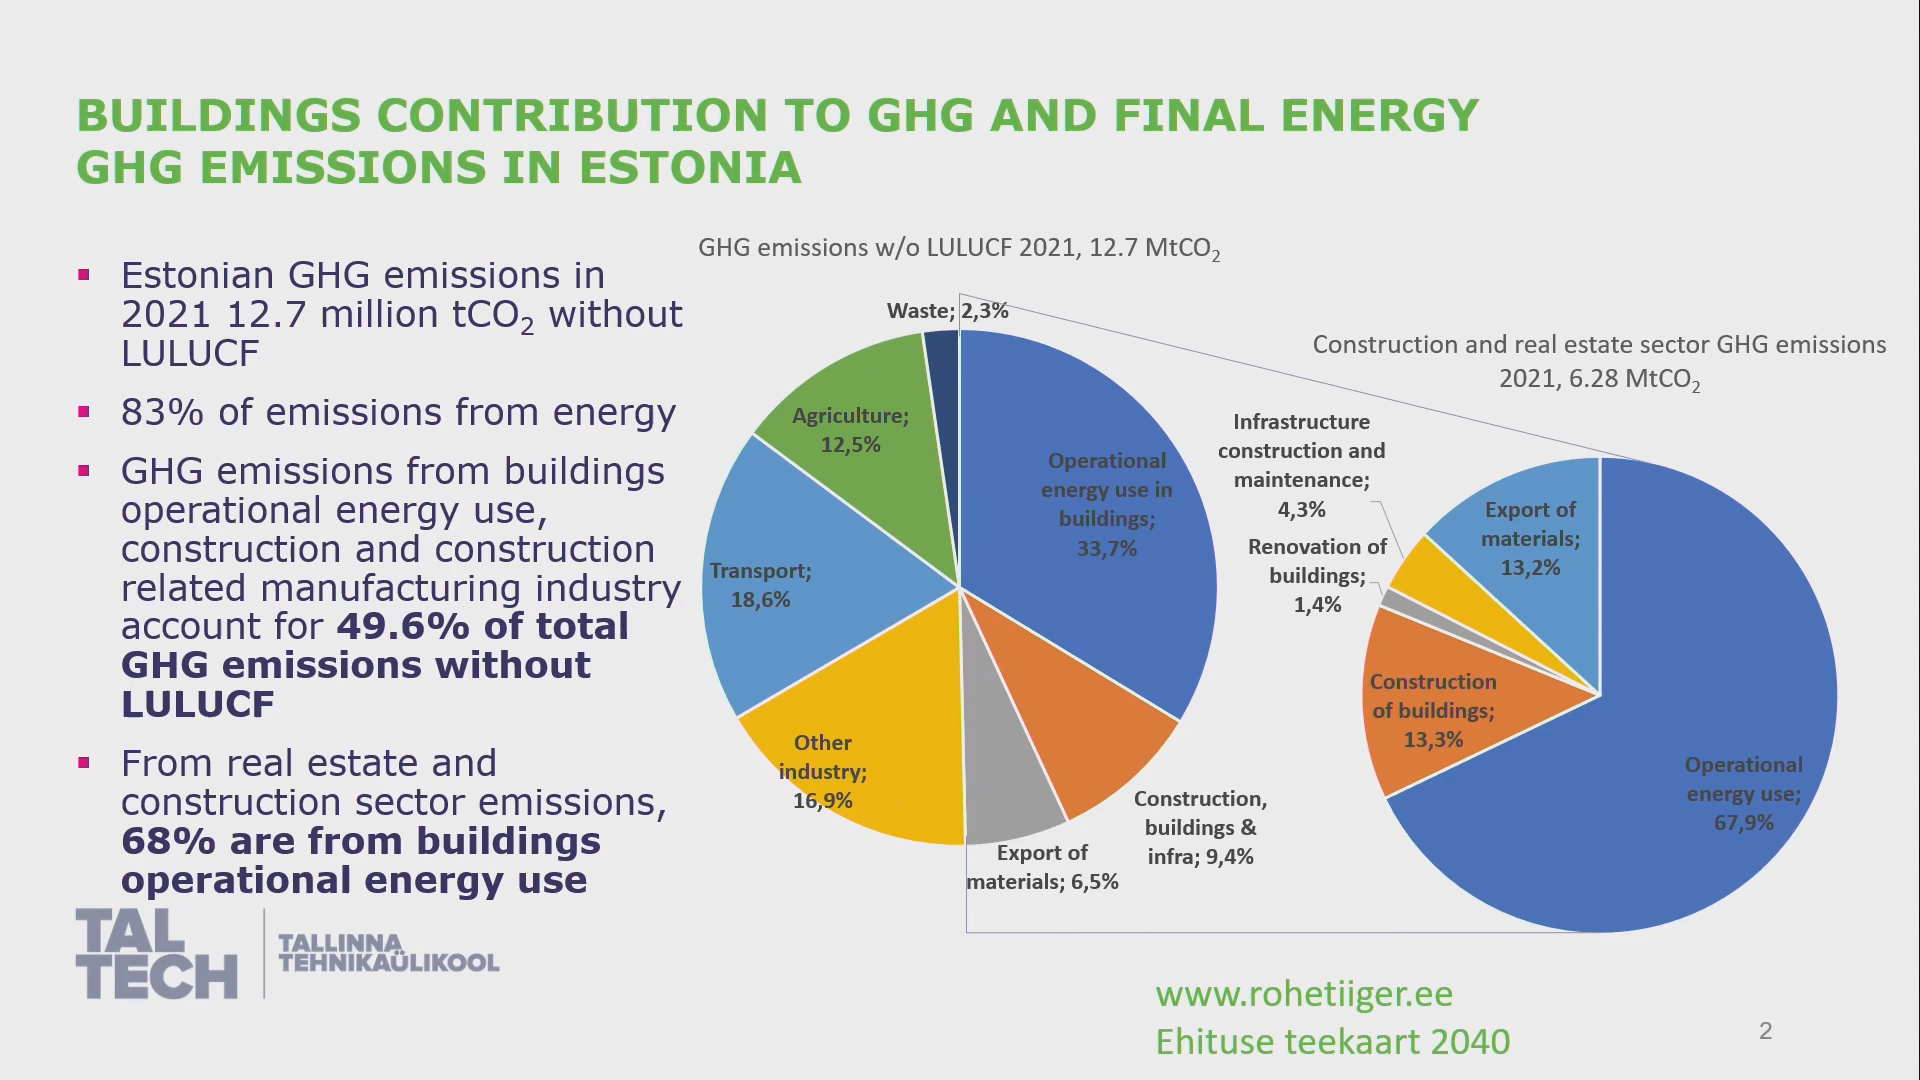 BUILDINGS CONTRIBUTION TO GHG AND FINAL ENERGY
GHG EMISSIONS IN ESTONIA
Estonian GHG emissions in
2021 12.7 million tCO₂ without
LULUCF
83% of emissions from energy
GHG emissions from buildings
operational energy use,
construction and construction
related manufacturing industry
account for 49.6% of total
GHG emissions without
LULUCF
From real estate and
construction sector emissions,
68% are from buildings
operational energy use
GHG emissions w/o LULUCF 2021, 12.7 MtCO₂
Waste; 2,3%
Agriculture;
12,5%
Transport;
18,6%
Other
industry;
16,9%
Operational
energy use in
buildings;
33,7%
Export of
materials; 6,5%
Construction,
buildings &
infra; 9,4%
Construction and real estate sector GHG emissions
2021, 6.28 MtCO₂
Infrastructure
construction and
maintenance;
4,3%
Renovation of
buildings;
1,4%
Export of
materials;
13,2%
Construction
of buildings;
13,3%
Operational
energy use;
67,9%
TAL
TECH
TALLINNA
TEHNIKAÜLIKOOL
www.rohetiiger.ee
Ehituse teekaart 2040
2